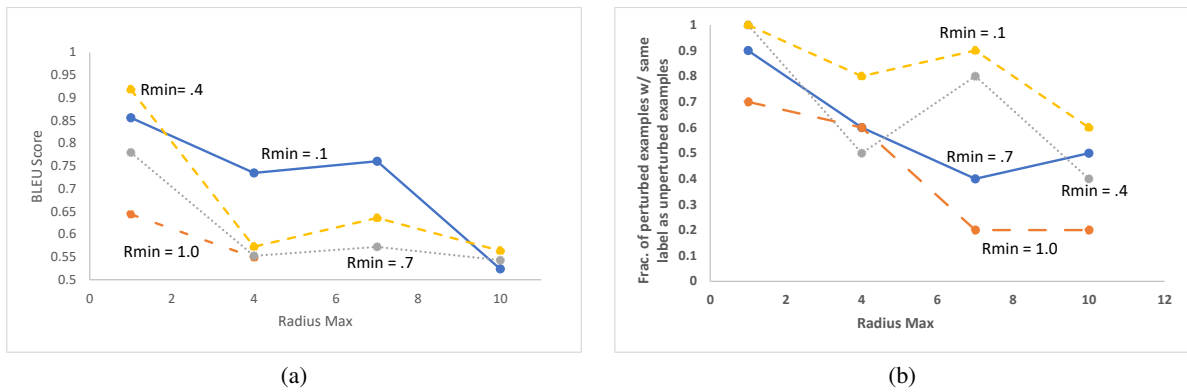 1
0.95
0.9
0.85
0.8
0.75
0.7
0.65
0.6
0.55
0.5
BLEU Score
Rmin= .4
Rmin = .1
Rmin = 1.0
Rmin = .7
0 2 4 6 8 10
Radius Max
(a)
1
0.9
0.8
0.7
0.6
0.5
0.4
0.3
0.2
0.1
0
Frac. of perturbed examples w/ same
label as unperturbed examples
Rmin = .1
Rmin = .7
Rmin = .4
Rmin = 1.0
0 2 4 6 8 10 12
Radius Max
(b)